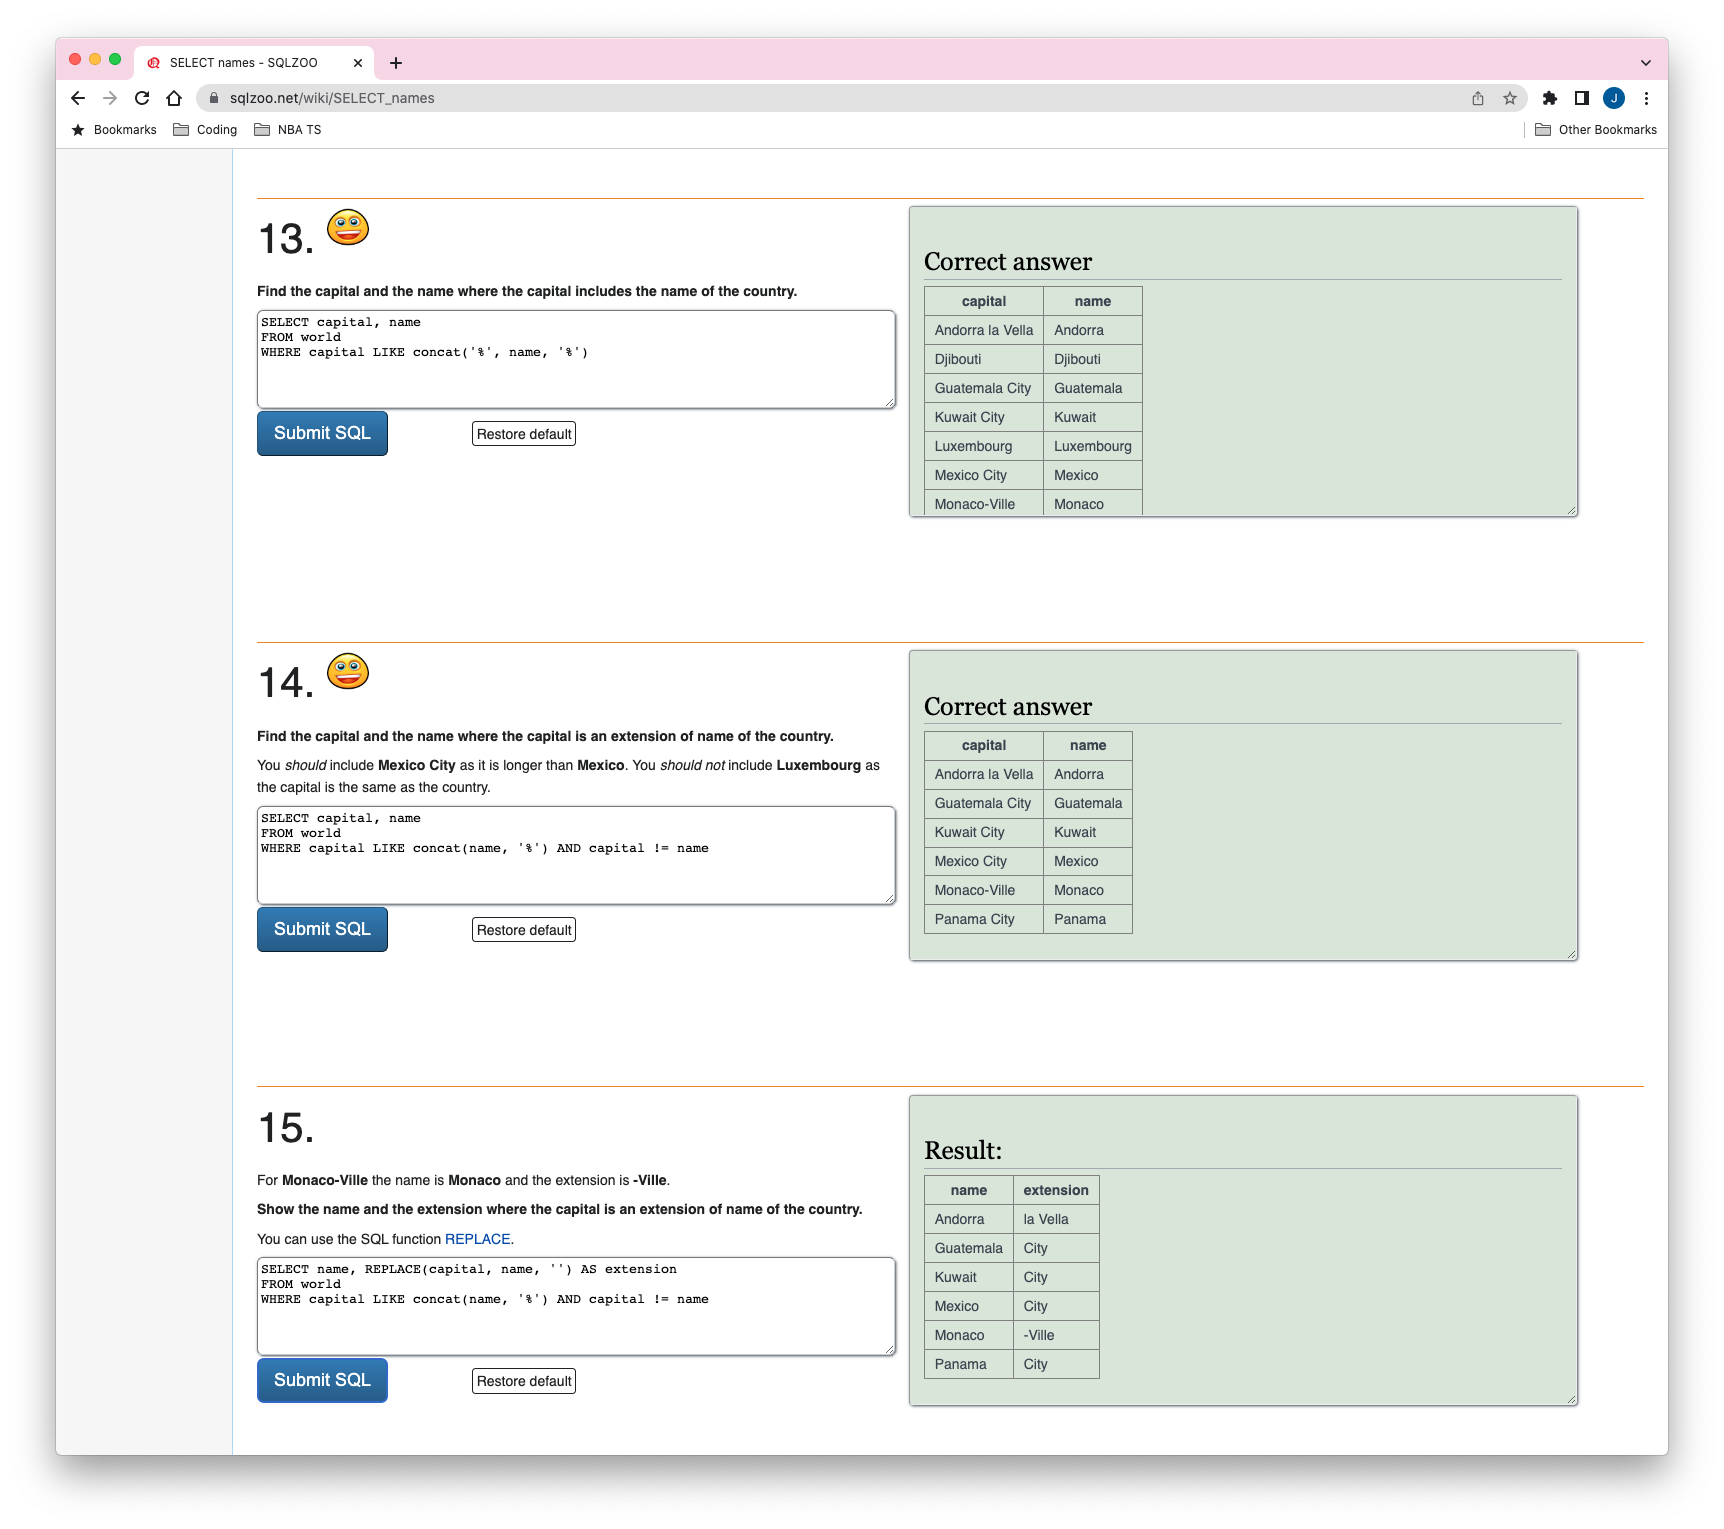 SELECT names - SQLZOO
sqlzoo.net/wiki/SELECT_names
J
Bookmarks
Coding
NBA TS
Other Bookmarks
13.
Find the capital and the name where the capital includes the name of the country.
SELECT capital, name
FROM world
WHERE capital LIKE concat('%', name, '%')
Submit SQL
Restore default
Correct answer
capital name
Andorra la Vella Andorra
Djibouti Djibouti
Guatemala City Guatemala
Kuwait City Kuwait
Luxembourg Luxembourg
Mexico City Mexico
Monaco-Ville Monaco
14.
Find the capital and the name where the capital is an extension of name of the country.
You should include Mexico City as it is longer than Mexico. You should not include Luxembourg as
the capital is the same as the country.
SELECT capital, name
FROM world
WHERE capital LIKE concat(name, '%') AND capital != name
Submit SQL
Restore default
Correct answer
capital name
Andorra la Vella Andorra
Guatemala City Guatemala
Kuwait City Kuwait
Mexico City Mexico
Monaco-Ville Monaco
Panama City Panama
15.
For Monaco-Ville the name is Monaco and the extension is -Ville.
Show the name and the extension where the capital is an extension of name of the country.
You can use the SQL function REPLACE.
SELECT name, REPLACE(capital, name, '') AS extension
FROM world
WHERE capital LIKE concat(name, '%') AND capital != name
Submit SQL
Restore default
Result:
name extension
Andorra la Vella
Guatemala City
Kuwait City
Mexico City
Monaco -Ville
Panama City